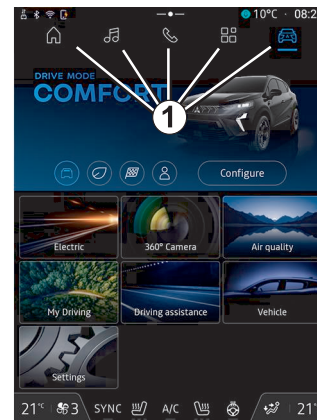 10°C · 08:2
DRIVE MODE
COMFORT
1
Configure
Electric
360° Camera
Air quality
My Driving
Driving assistance
Vehicle
Settings
21°C 3 SYNC A/C 21°